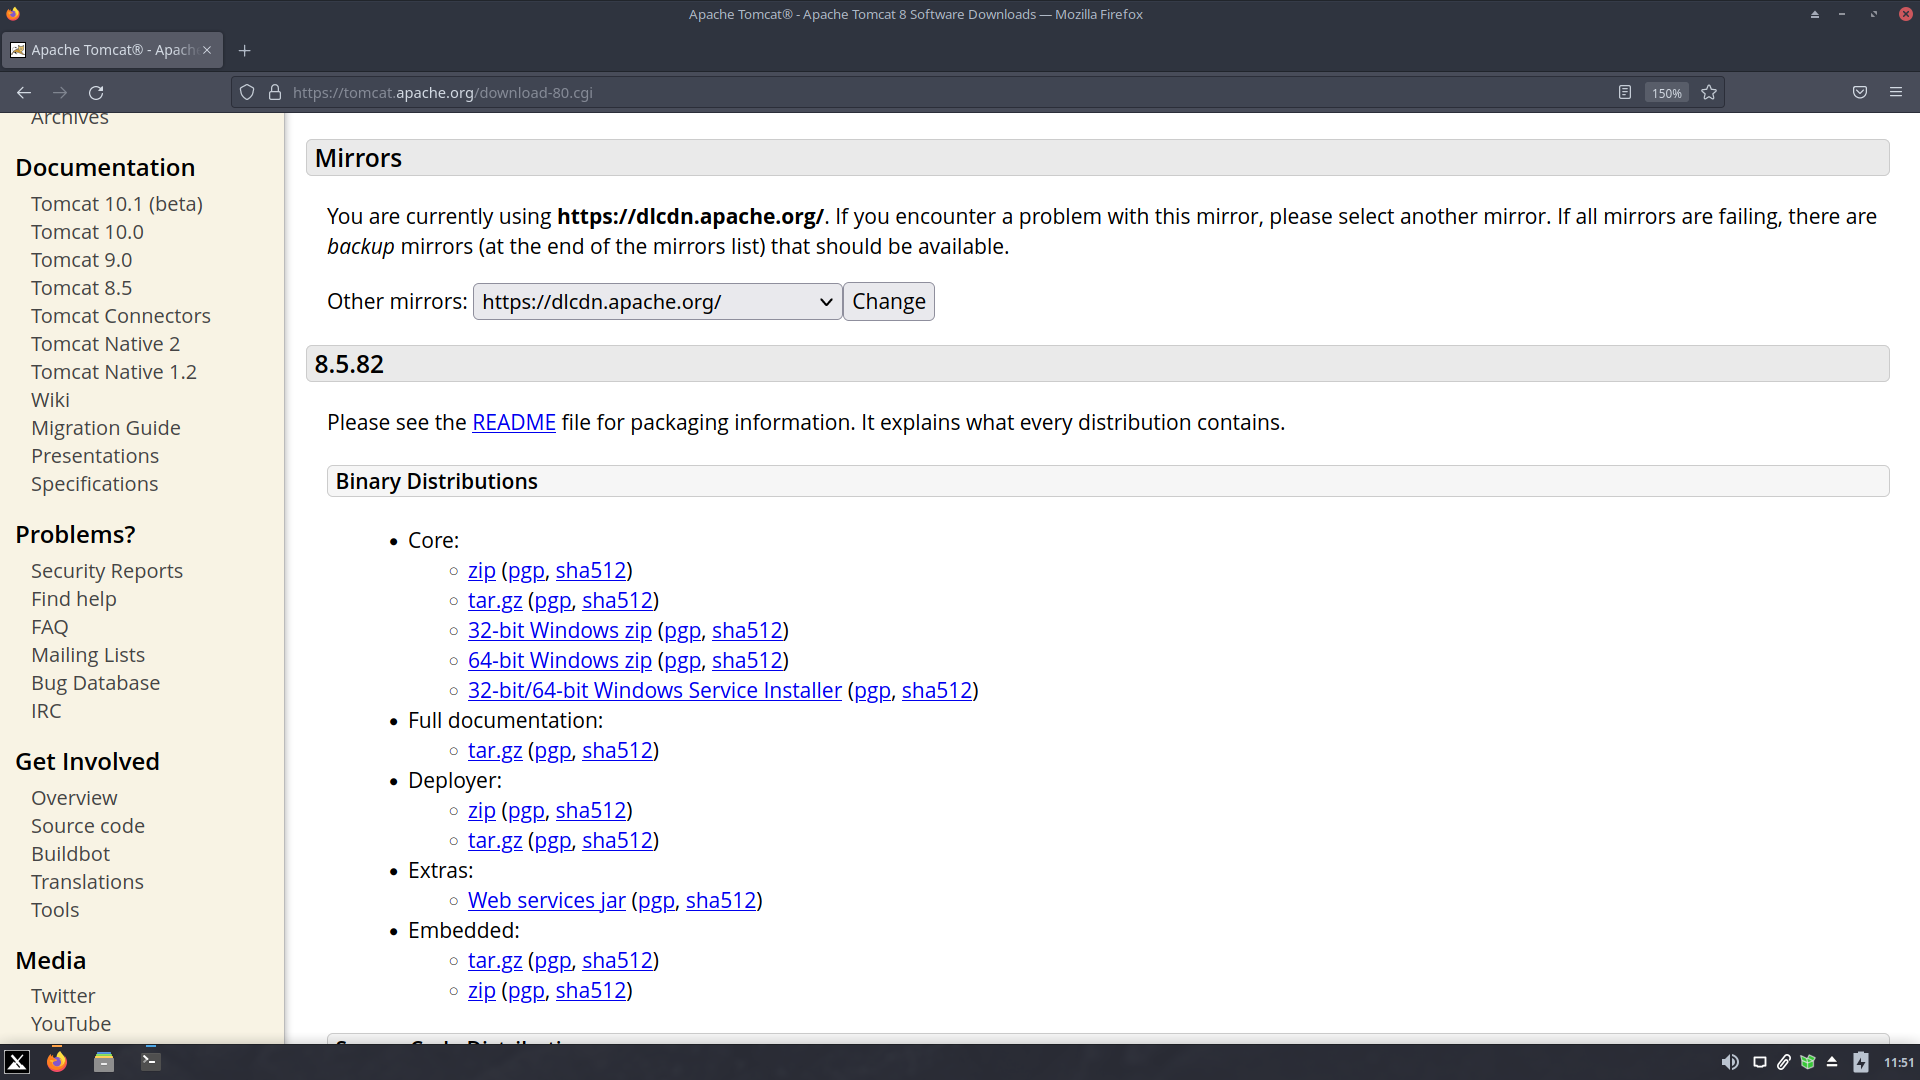 Apache Tomcat® - Apache Tomcat 8 Software Downloads — Mozilla Firefox
Apache Tomcat® - Apach
https://tomcat.apache.org/download-80.cgi
150%
Archives
Documentation
Tomcat 10.1 (beta)
Tomcat 10.0
Tomcat 9.0
Tomcat 8.5
Tomcat Connectors
Tomcat Native 2
Tomcat Native 1.2
Wiki
Migration Guide
Presentations
Specifications
Problems?
Security Reports
Find help
FAQ
Mailing Lists
Bug Database
IRC
Get Involved
Overview
Source code
Buildbot
Translations
Tools
Media
Twitter
YouTube
Mirrors
You are currently using https://dlcdn.apache.org/. If you encounter a problem with this mirror, please select another mirror. If all mirrors are failing, there are
backup mirrors (at the end of the mirrors list) that should be available.
Other mirrors: https://dlcdn.apache.org/ Change
8.5.82
Please see the README file for packaging information. It explains what every distribution contains.
Binary Distributions
• Core:
◦ zip (pgp, sha512)
◦ tar.gz (pgp, sha512)
◦ 32-bit Windows zip (pgp, sha512)
◦ 64-bit Windows zip (pgp, sha512)
◦ 32-bit/64-bit Windows Service Installer (pgp, sha512)
• Full documentation:
◦ tar.gz (pgp, sha512)
• Deployer:
◦ zip (pgp, sha512)
◦ tar.gz (pgp, sha512)
• Extras:
◦ Web services jar (pgp, sha512)
• Embedded:
◦ tar.gz (pgp, sha512)
◦ zip (pgp, sha512)
11:51